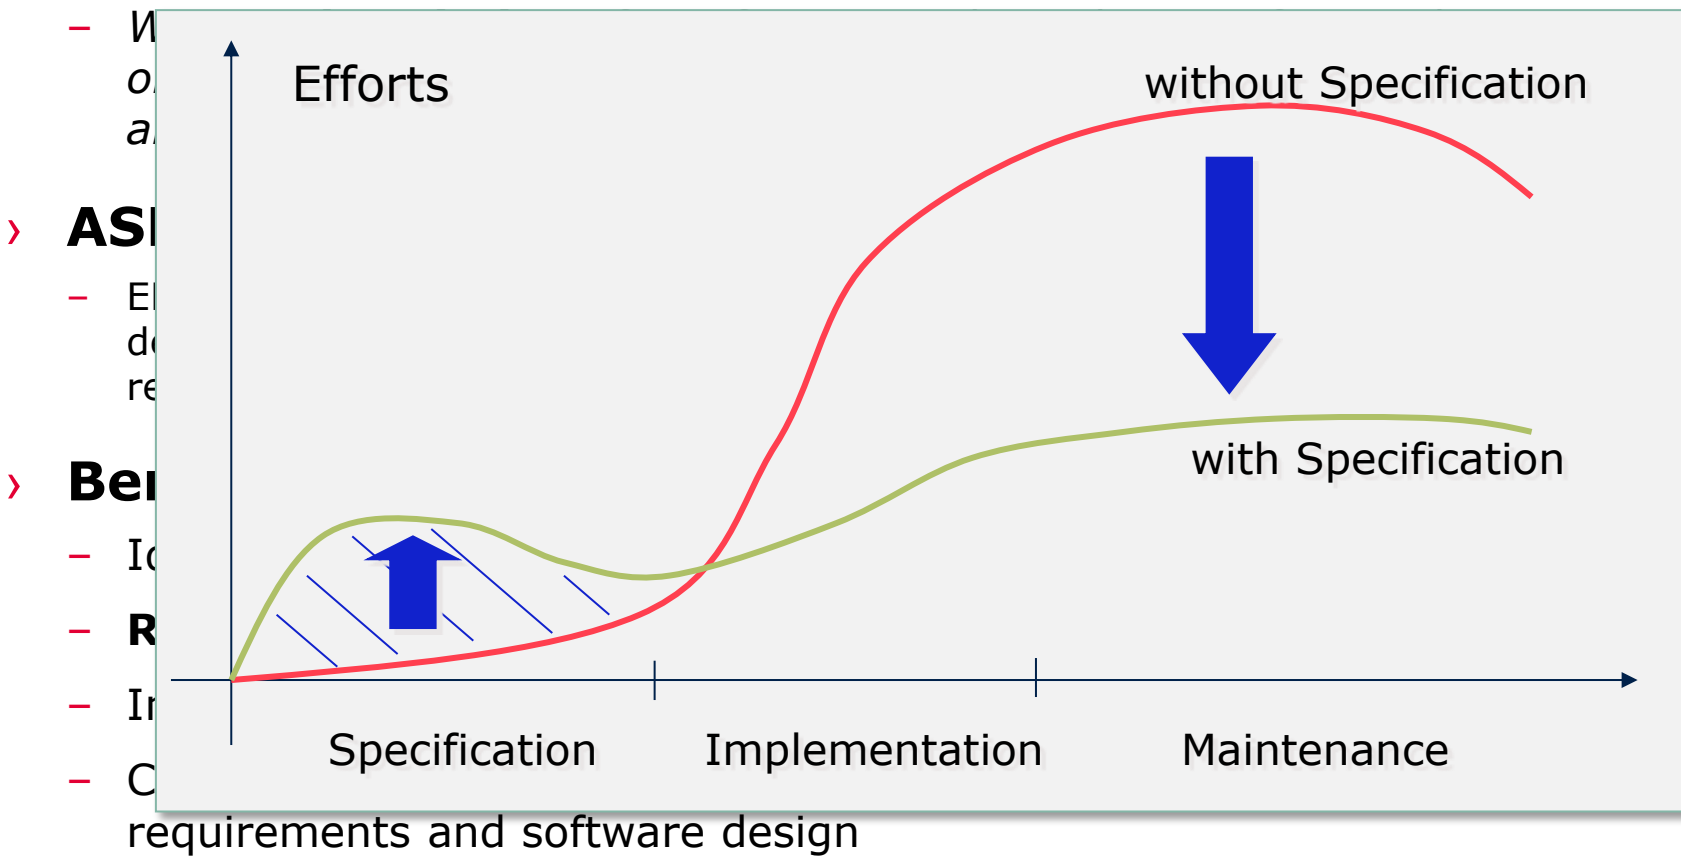 Efforts
without Specification
with Specification
Specification Implementation Maintenance
requirements and software design